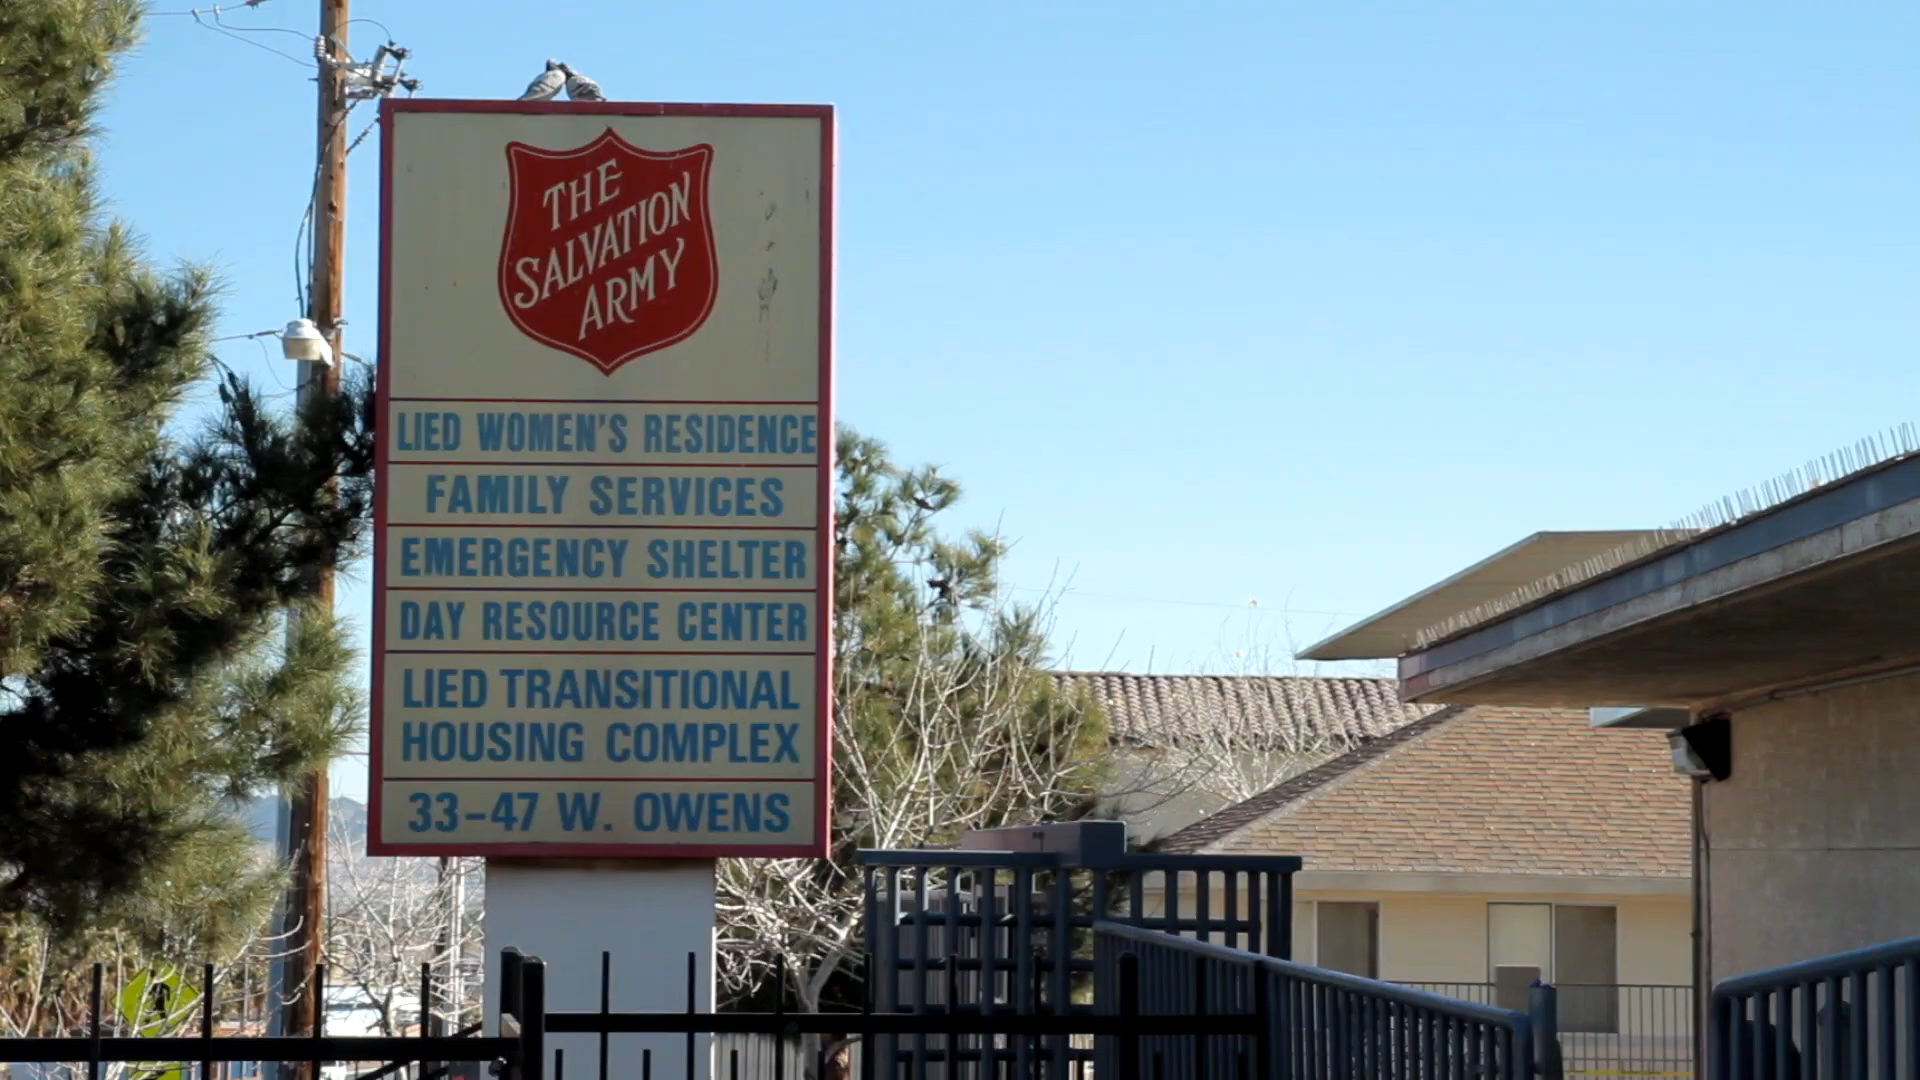 THE
SALVATION
ARMY
LIED WOMEN'S RESIDENCE
FAMILY SERVICES
EMERGENCY SHELTER
DAY RESOURCE CENTER
LIED TRANSITIONAL
HOUSING COMPLEX
33-47 W. OWENS